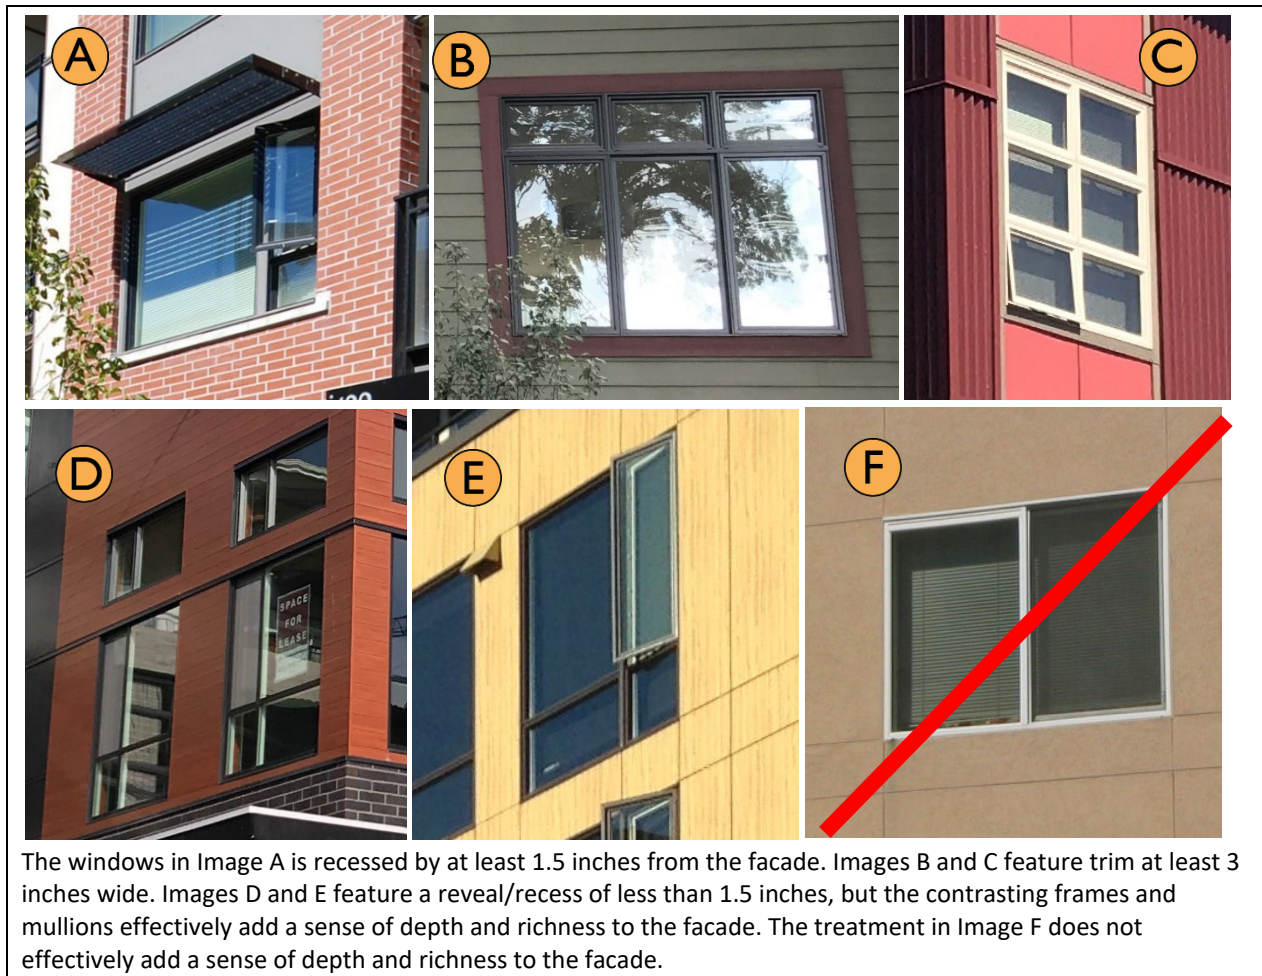 A
B
C
D
E
F
SPACE
FOR
LEASE
The windows in Image A is recessed by at least 1.5 inches from the facade. Images B and C feature trim at least 3
inches wide. Images D and E feature a reveal/recess of less than 1.5 inches, but the contrasting frames and
mullions effectively add a sense of depth and richness to the facade. The treatment in Image F does not
effectively add a sense of depth and richness to the facade.